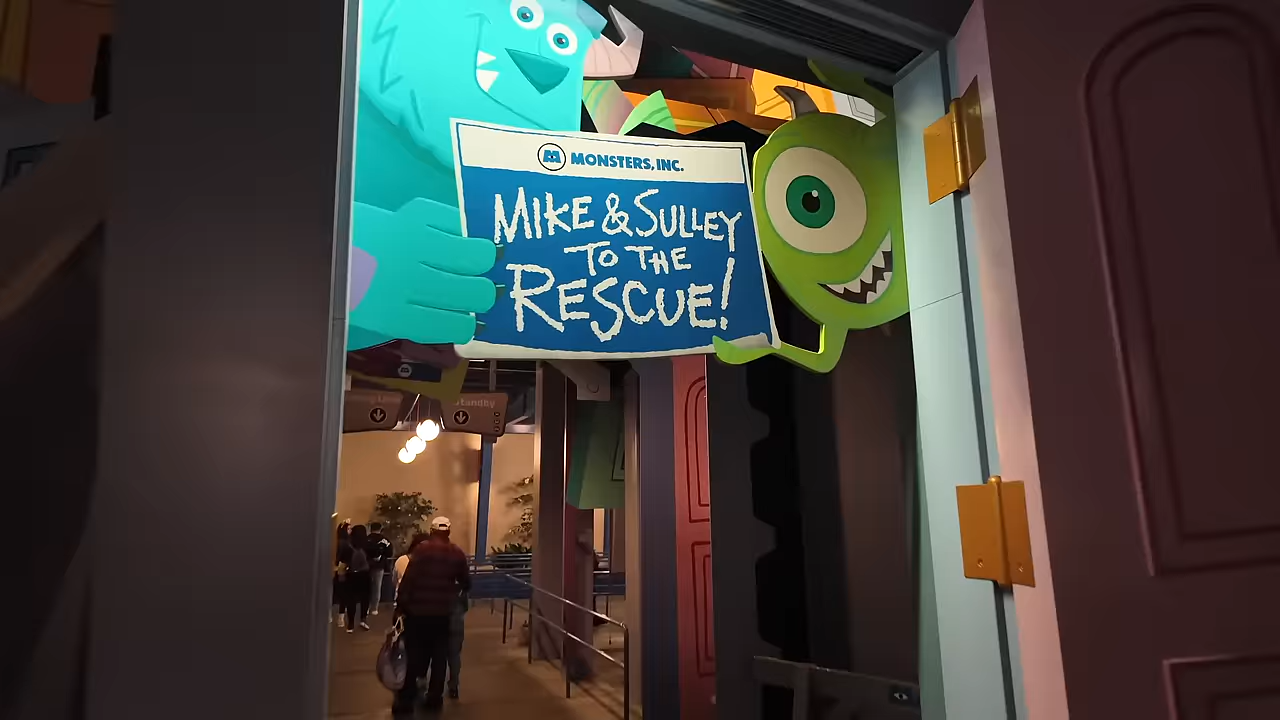 MONSTERS, INC.
MIKE & SULLEY
TO THE
RESCUE!
Standby